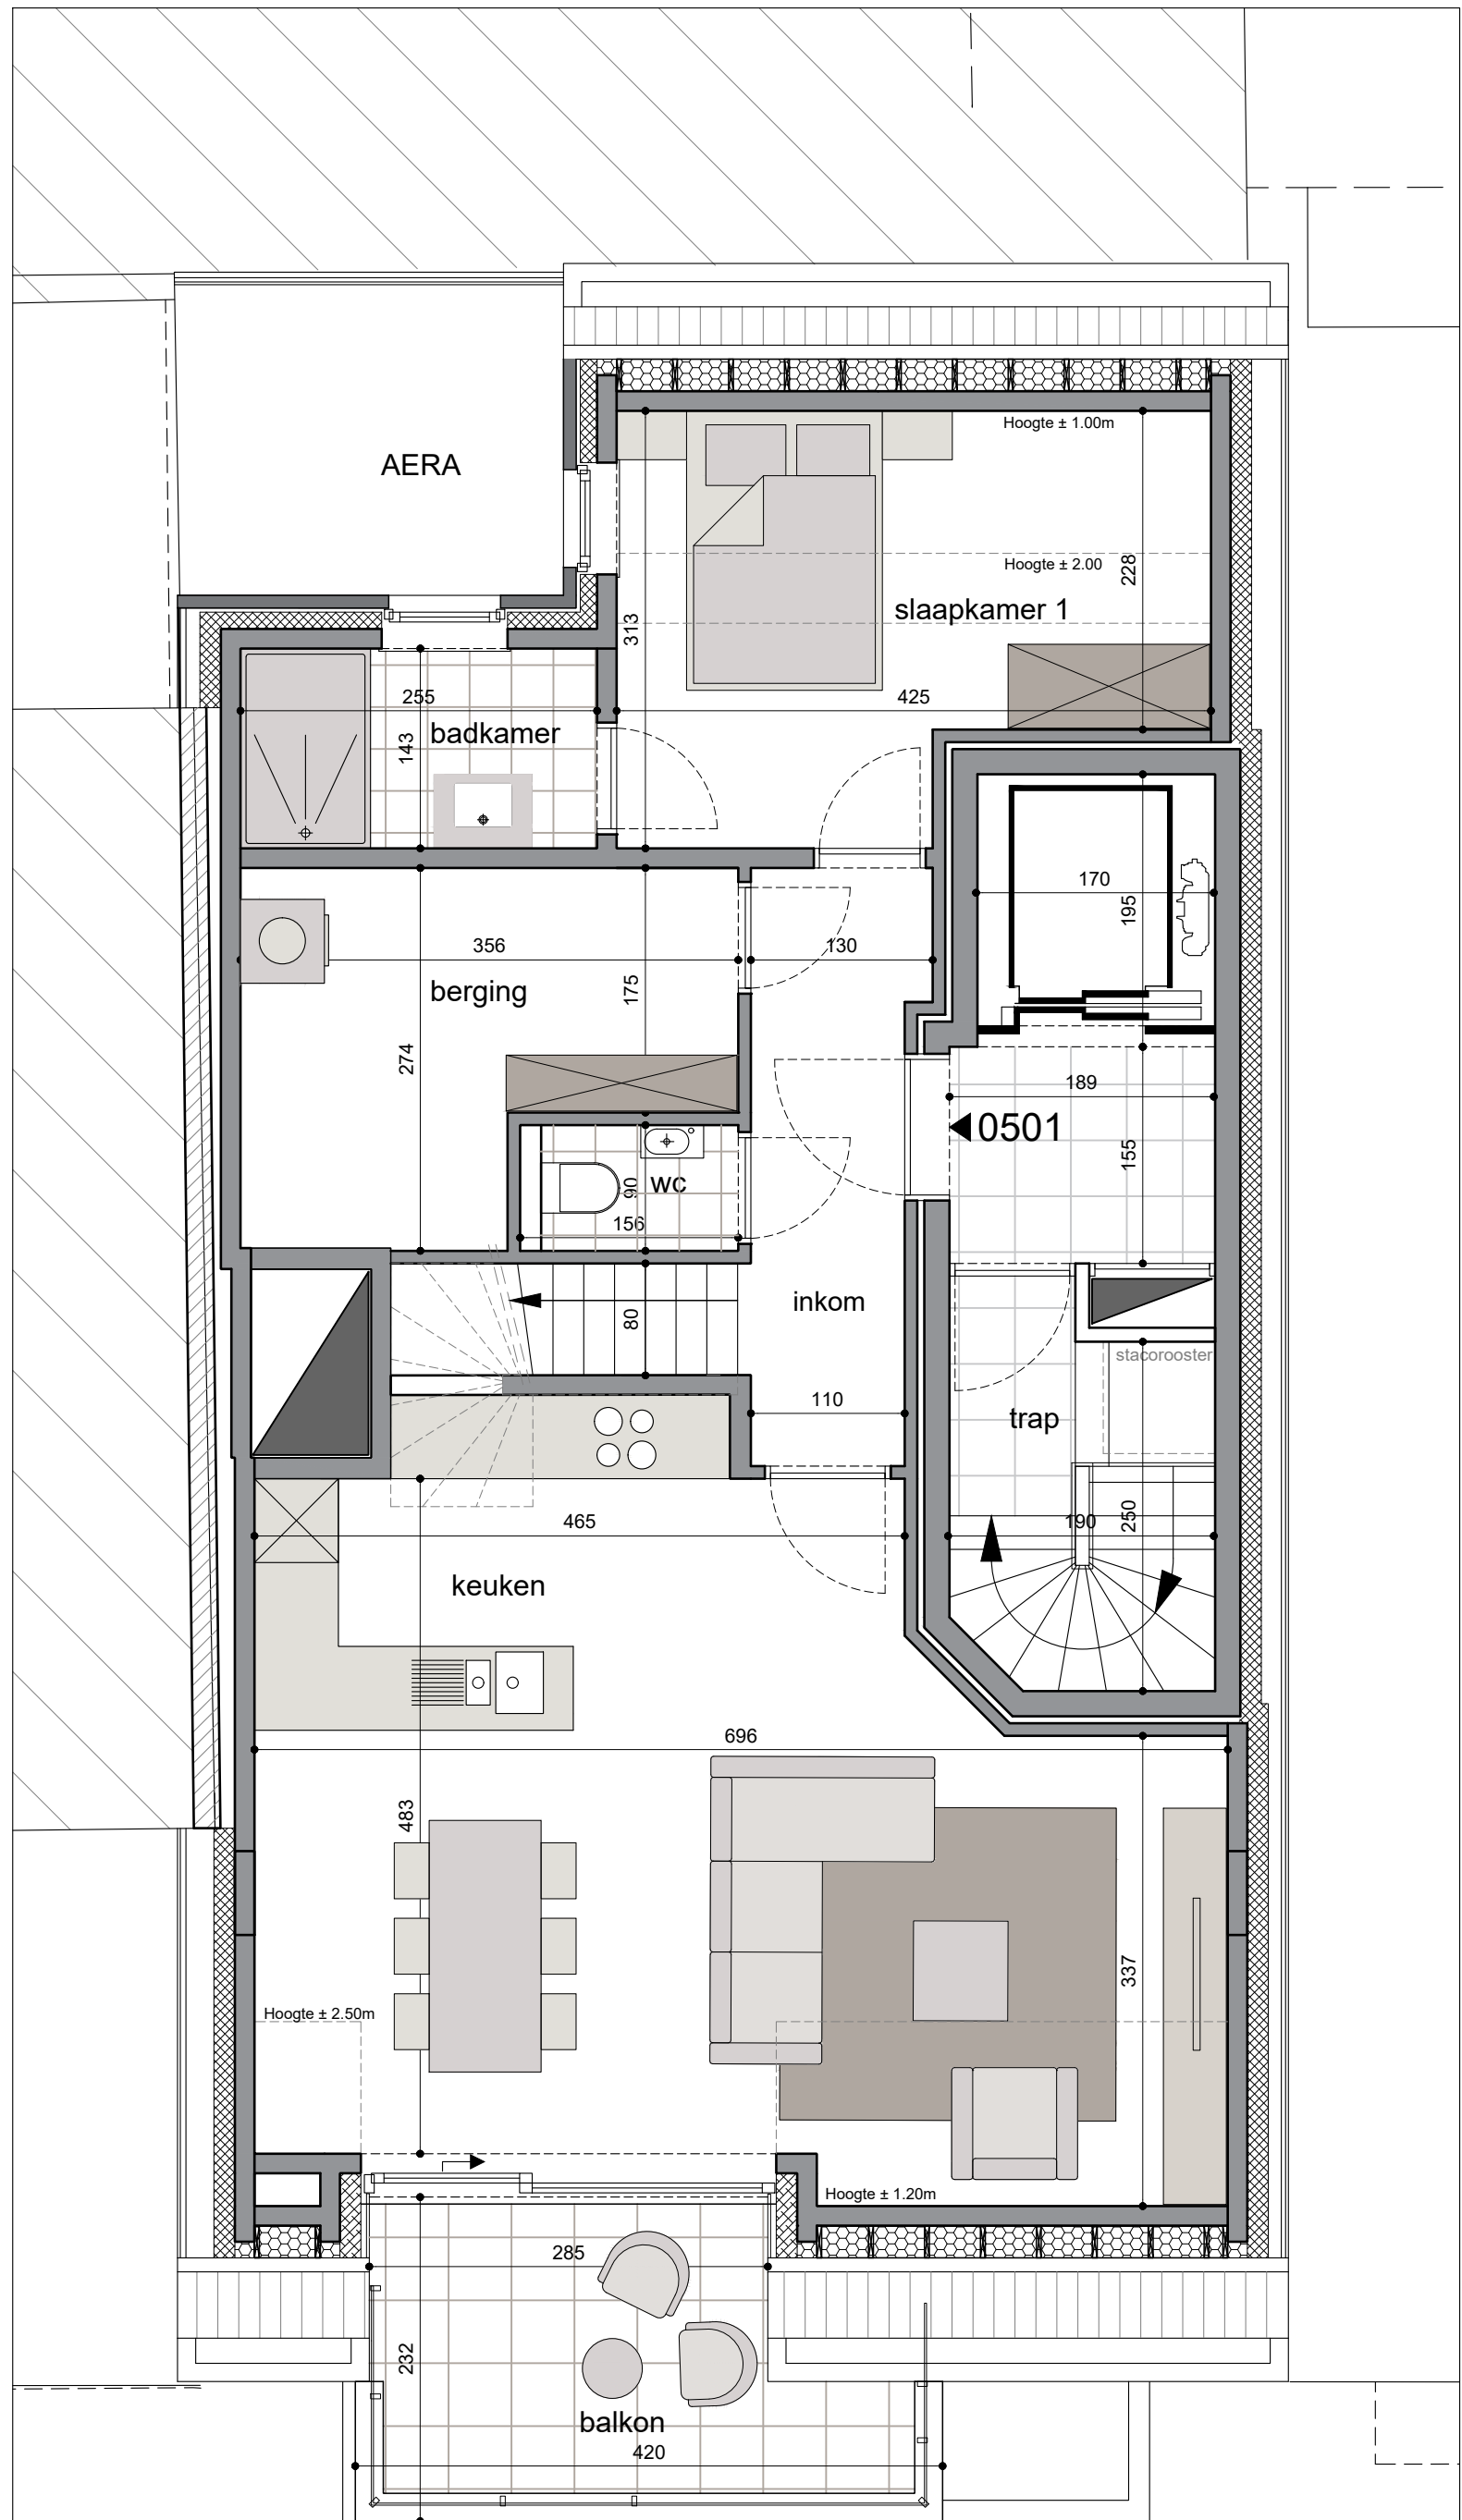 Hoogte ± 1.00m
AERA
Hoogte ± 2.00
228
slaapkamer 1
313
255
425
badkamer
143
170
195
356
130
berging
175
274
189
0501
155
90
wc
156
inkom
80
stacorooster
110
trap
465
190
250
keuken
696
483
337
Hoogte ± 2.50m
Hoogte ± 1.20m
285
232
balkon
420